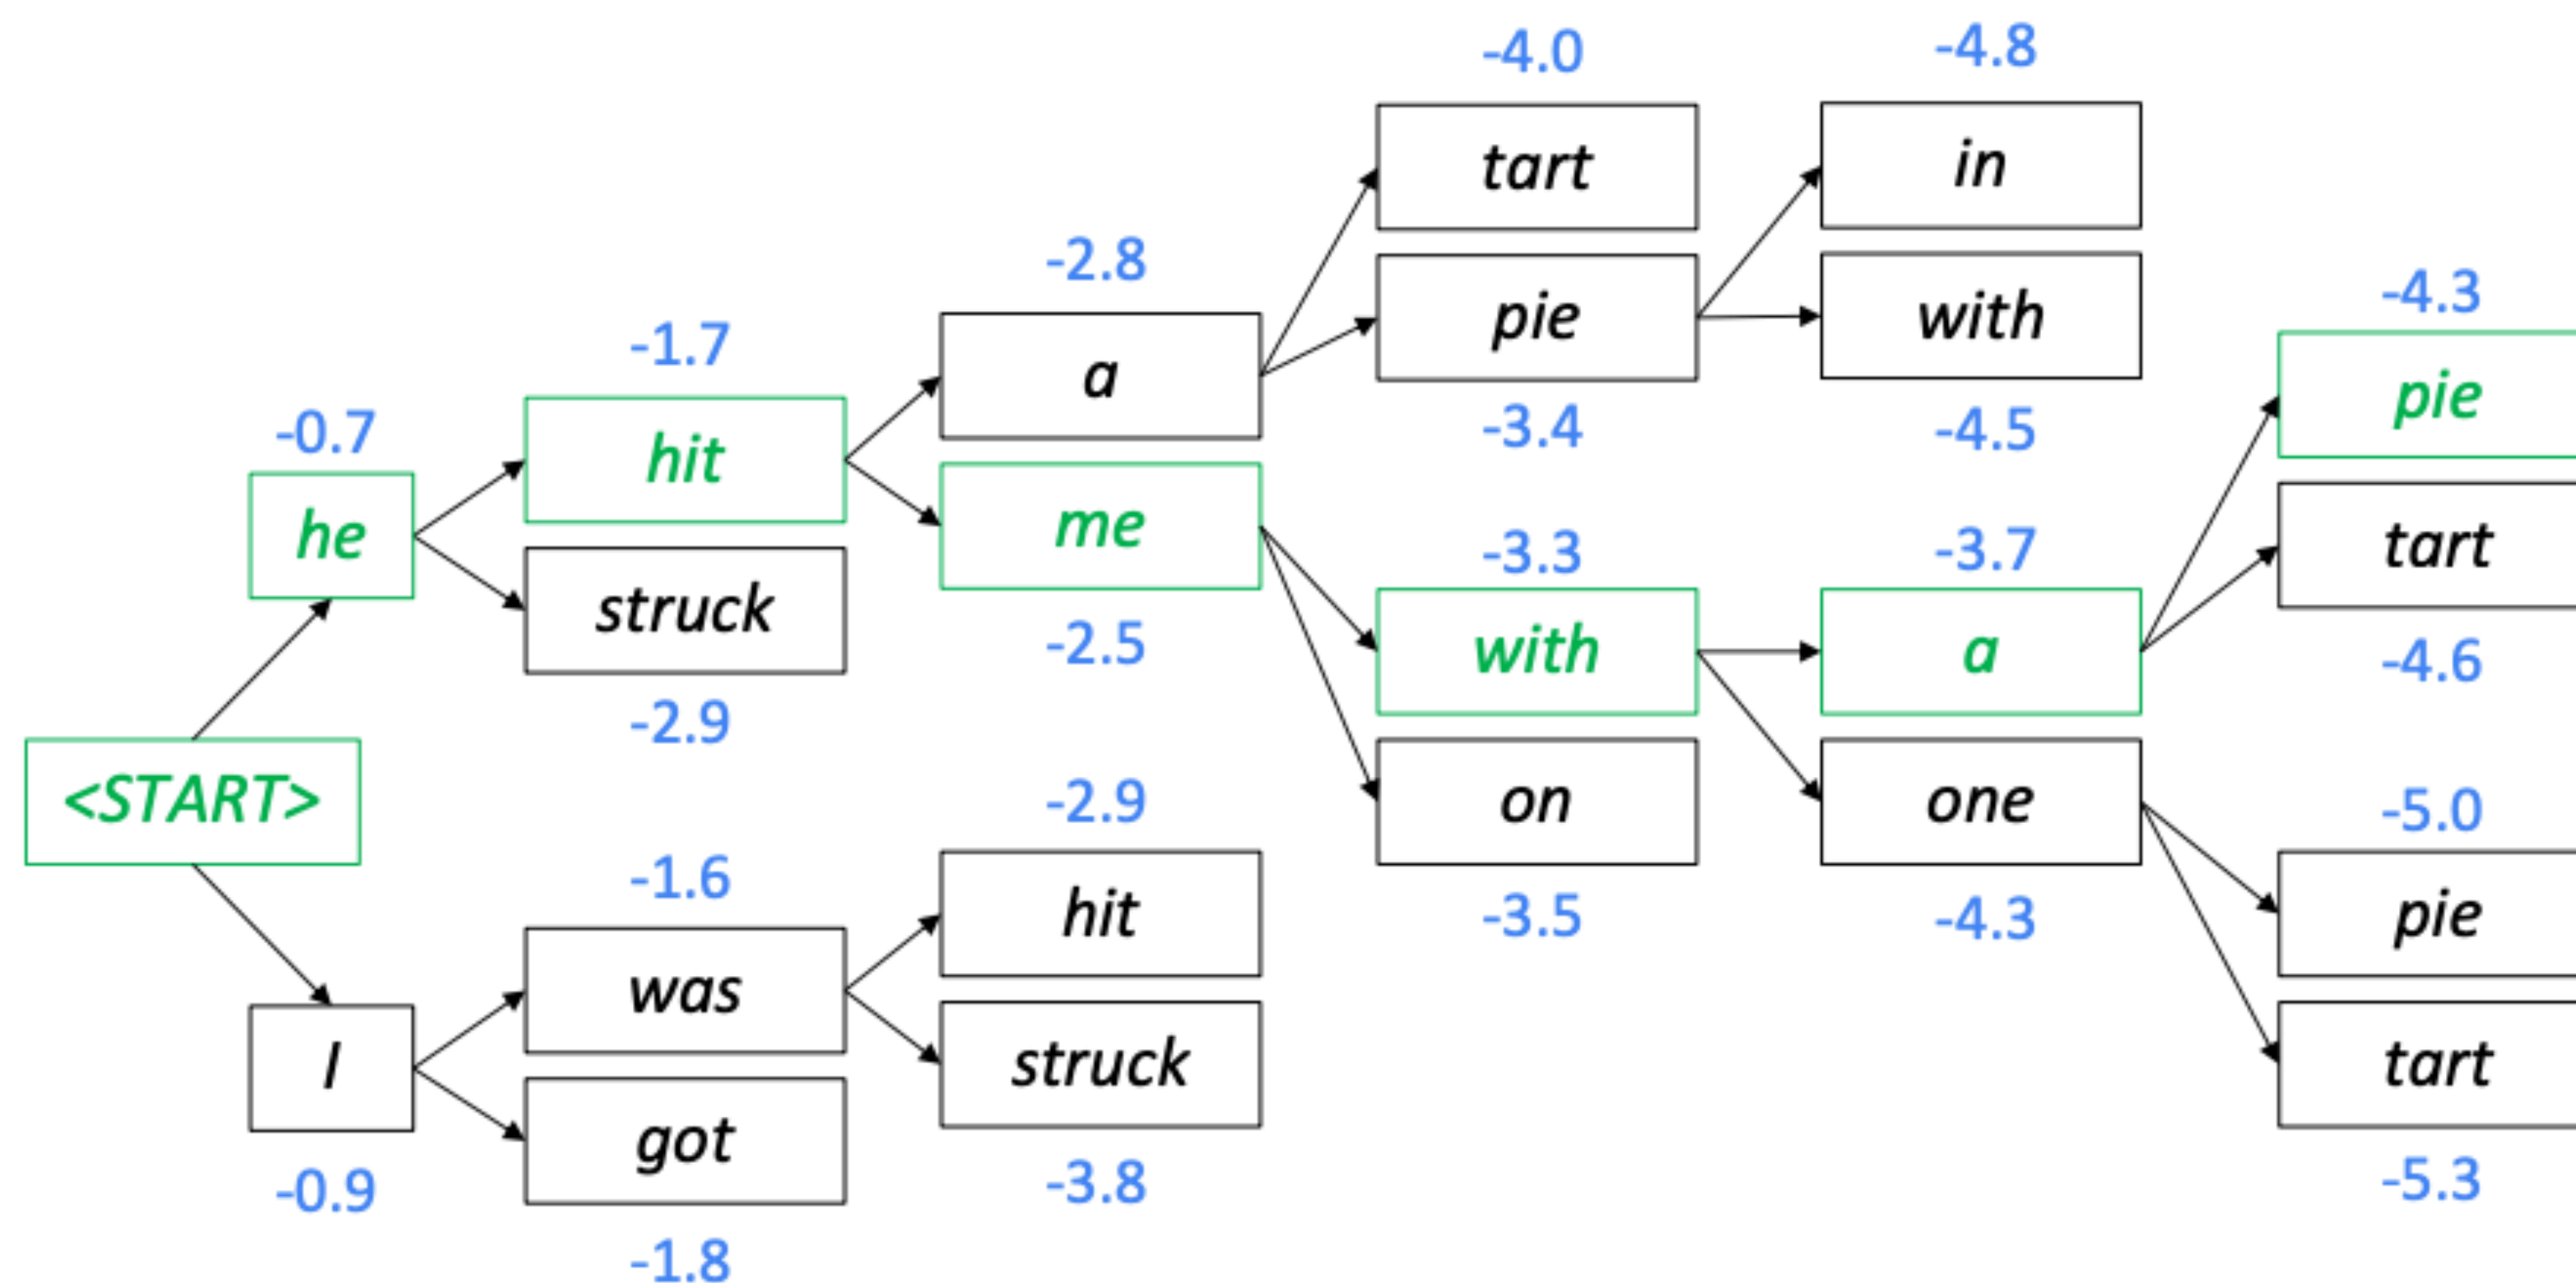 -4.0
-4.8
tart
in
-2.8
pie
with
-4.3
-1.7
a
-3.4
-4.5
pie
-0.7
hit
me
-3.3
-3.7
tart
he
struck
-2.5
with
a
-4.6
-2.9
<START>
-2.9
on
one
-5.0
-1.6
hit
-3.5
-4.3
pie
was
struck
tart
I
got
-3.8
-5.3
-0.9
-1.8